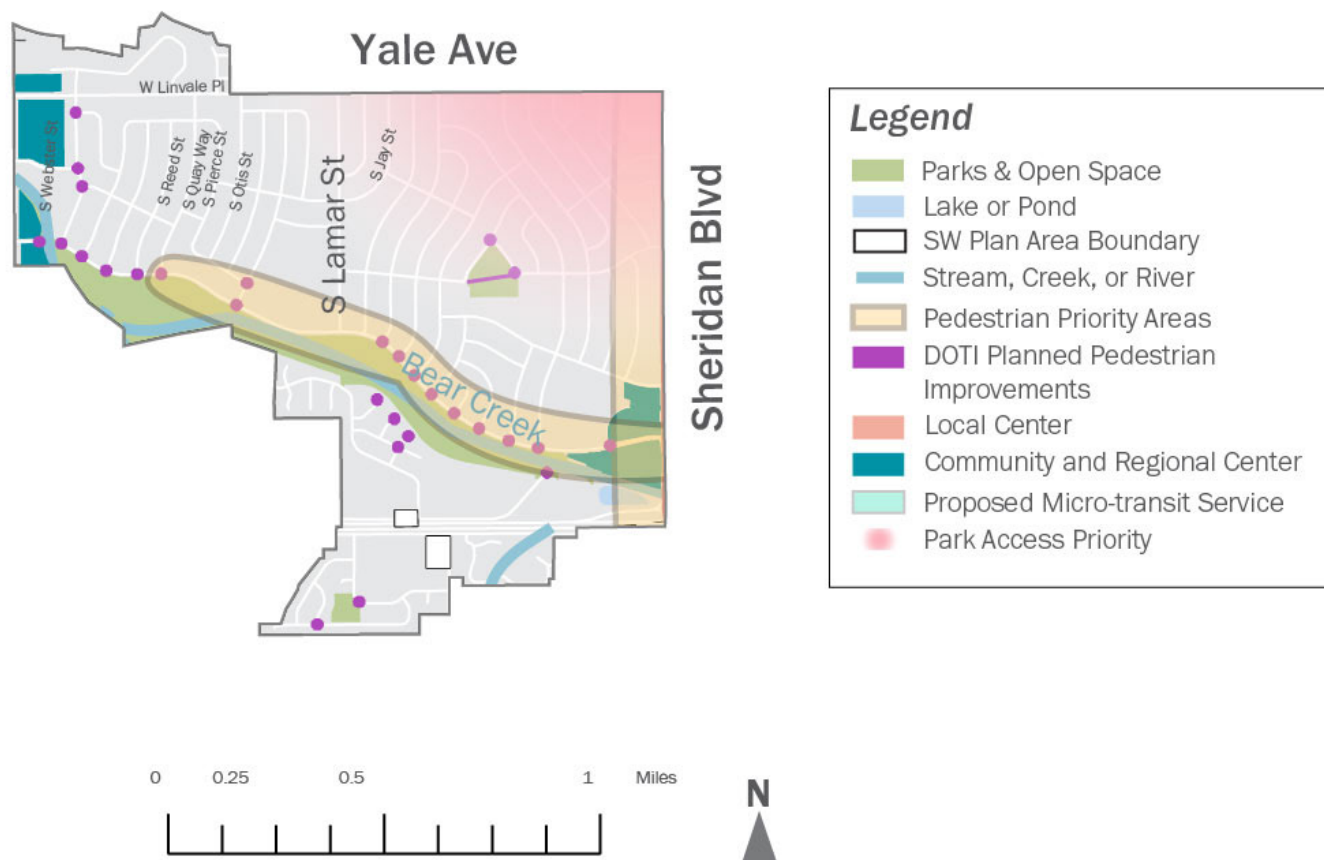 Yale Ave
W Linvale Pl
S Webster St
S Reed St
S Quay Way
S Pierce St
S Otis St
S Lamar St
S Jay St
Sheridan Blvd
Bear Creek
Legend
Parks & Open Space
Lake or Pond
SW Plan Area Boundary
Stream, Creek, or River
Pedestrian Priority Areas
DOTI Planned Pedestrian
Improvements
Local Center
Community and Regional Center
Proposed Micro-transit Service
Park Access Priority
0 0.25 0.5 1 Miles
N